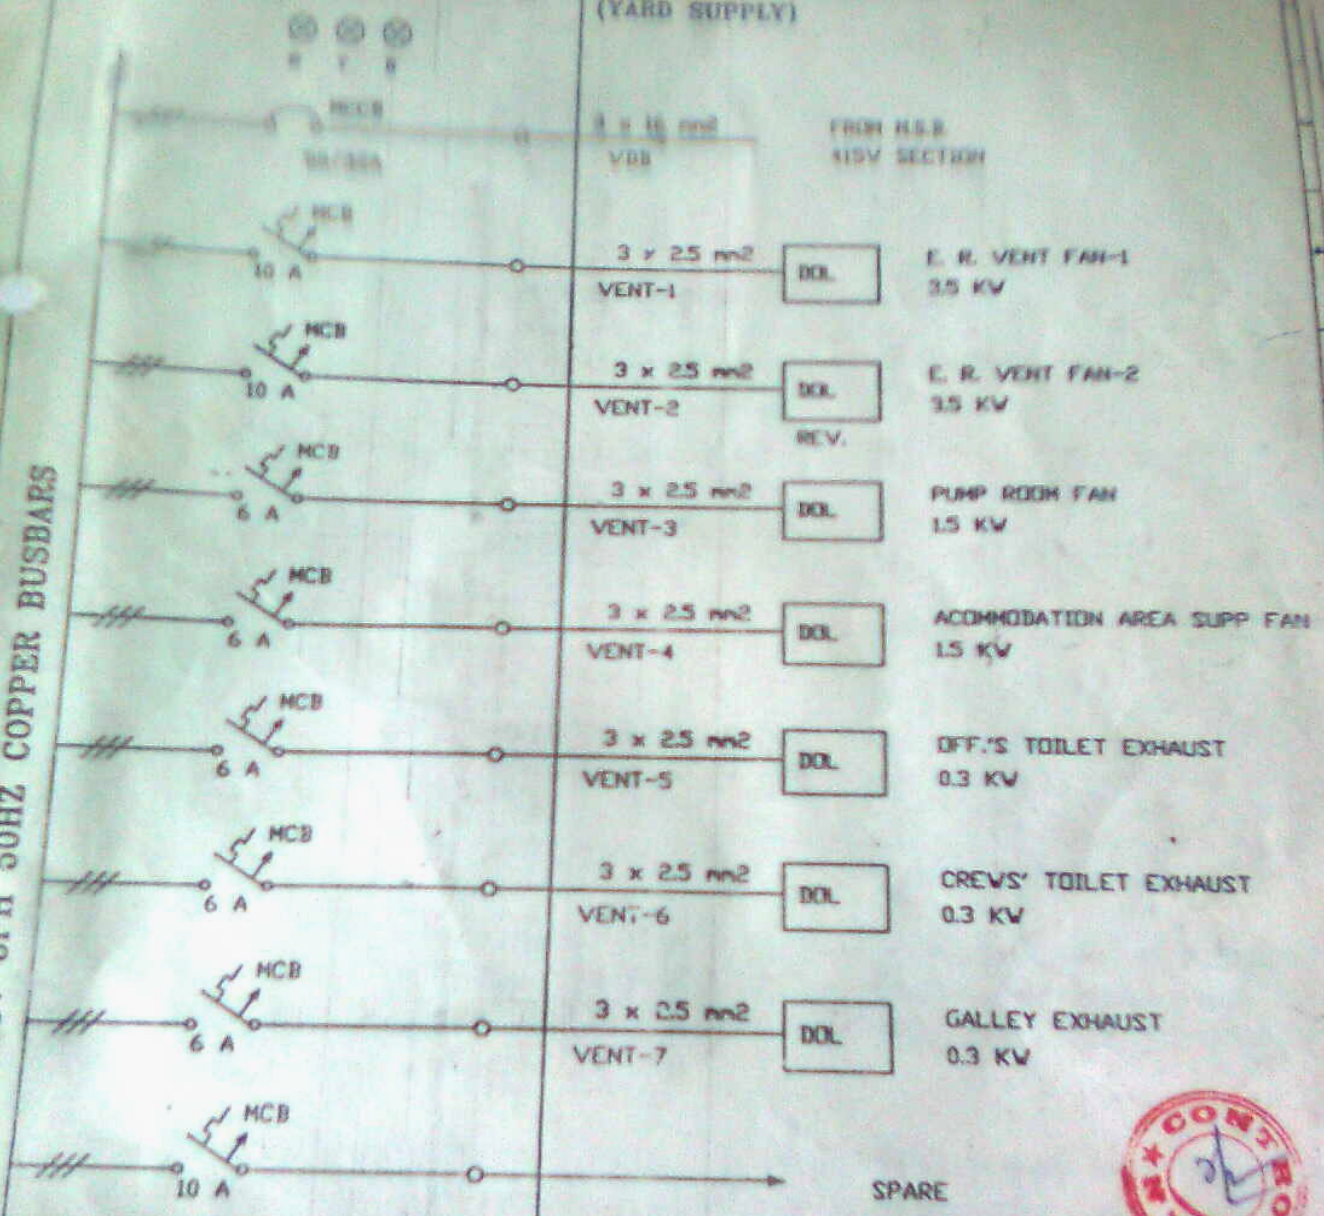 (YARD SUPPLY)
R Y B
MCCB
4 x 16 mm2
VDB
FROM M.S.B.
415V SECTION
MCB
10 A
3 x 2.5 mm2
VENT-1
DOL
E. R. VENT FAN-1
3.5 KW
MCB
10 A
3 x 2.5 mm2
VENT-2
DOL
REV.
E. R. VENT FAN-2
3.5 KW
MCB
6 A
3 x 2.5 mm2
VENT-3
DOL
PUMP ROOM FAN
1.5 KW
MCB
6 A
3 x 2.5 mm2
VENT-4
DOL
ACOMMODATION AREA SUPP FAN
1.5 KW
MCB
6 A
3 x 2.5 mm2
VENT-5
DOL
OFF.'S TOILET EXHAUST
0.3 KW
MCB
6 A
3 x 2.5 mm2
VENT-6
DOL
CREWS' TOILET EXHAUST
0.3 KW
MCB
6 A
3 x 2.5 mm2
VENT-7
DOL
GALLEY EXHAUST
0.3 KW
MCB
10 A
SPARE
50HZ COPPER BUSBARS